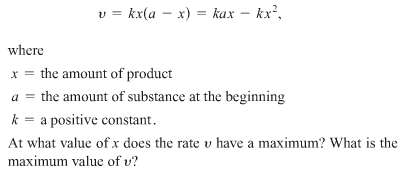 v = kx(a − x) = kax − kx²,
where
x = the amount of product
a = the amount of substance at the beginning
k = a positive constant.
At what value of x does the rate v have a maximum? What is the
maximum value of v?